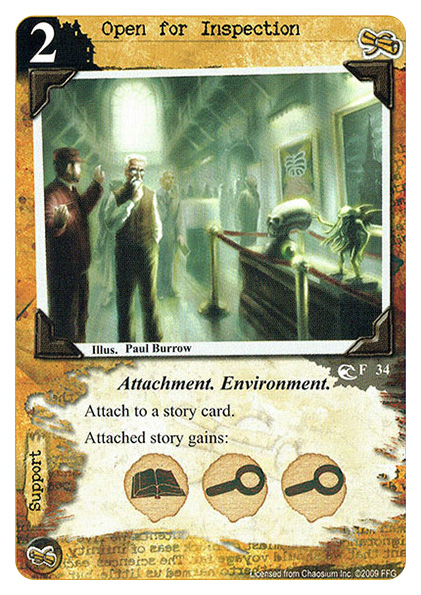 2
Open for Inspection
Illus. Paul Burrow
F 34
Attachment. Environment.
Attach to a story card.
Attached story gains:
Support
Licensed from Chaosium Inc. ©2009 FFG